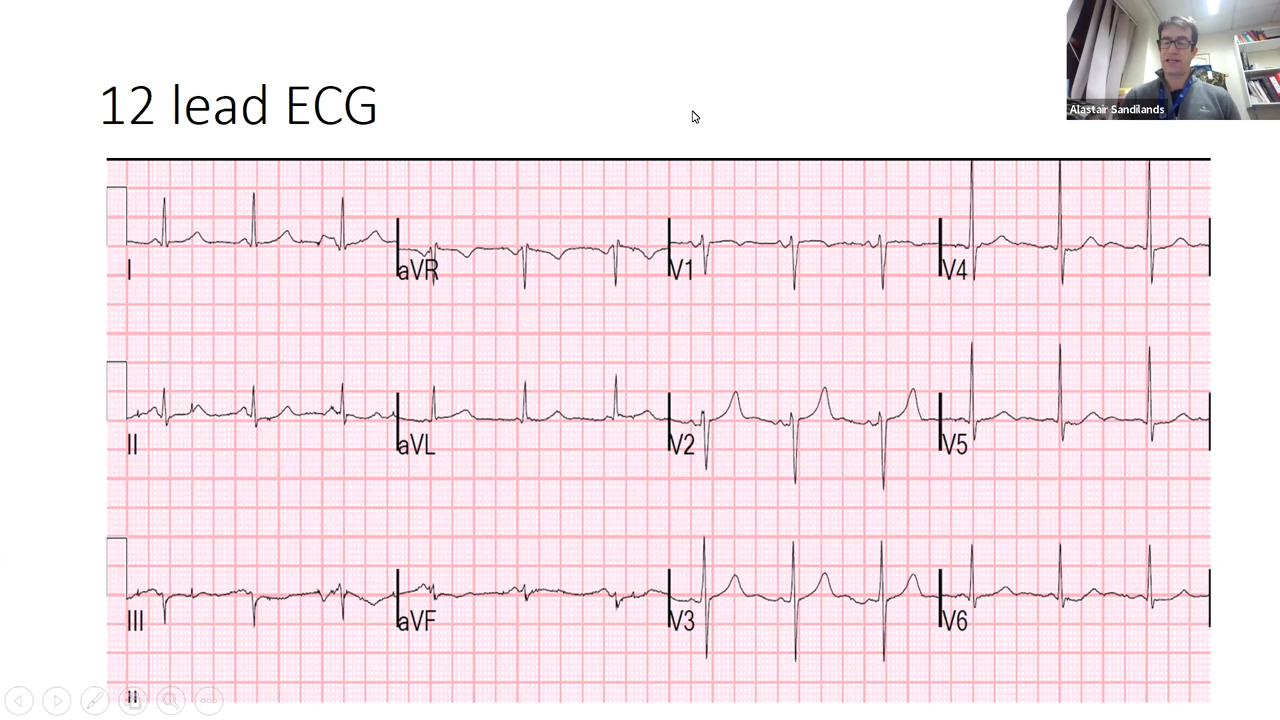 12 lead ECG
Alastair Sandilands
I
aVR
V1
V4
II
aVL
V2
V5
III
aVF
V3
V6
II